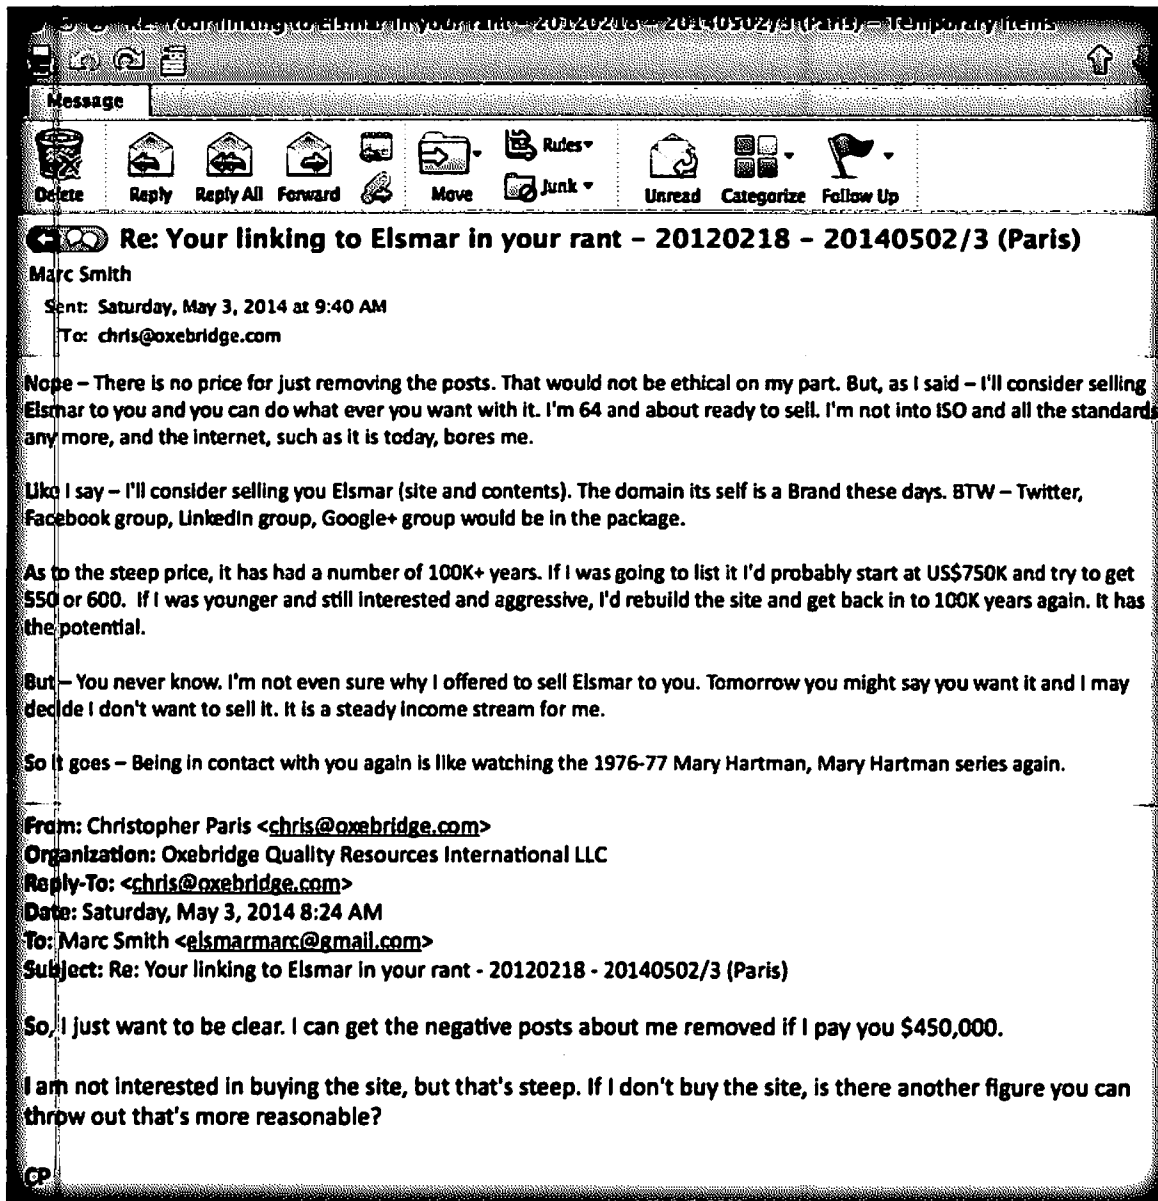 Re: Your linking to Elsmar in your rant – 20120218 – 20140502/3 (Paris) – Temporary Items
Message
Delete
Reply
Reply All
Forward
Move
Rules
Junk
Unread
Categorize
Follow Up
Re: Your linking to Elsmar in your rant – 20120218 – 20140502/3 (Paris)
Marc Smith
Sent: Saturday, May 3, 2014 at 9:40 AM
To: chris@oxebridge.com
Nope – There is no price for just removing the posts. That would not be ethical on my part. But, as I said – I'll consider selling
Elsmar to you and you can do what ever you want with it. I'm 64 and about ready to sell. I'm not into ISO and all the standards
any more, and the internet, such as it is today, bores me.
Like I say – I'll consider selling you Elsmar (site and contents). The domain its self is a Brand these days. BTW – Twitter,
Facebook group, LinkedIn group, Google+ group would be in the package.
As to the steep price, it has had a number of 100K+ years. If I was going to list it I'd probably start at US$750K and try to get
550 or 600. If I was younger and still interested and aggressive, I'd rebuild the site and get back in to 100K years again. It has
the potential.
But – You never know. I'm not even sure why I offered to sell Elsmar to you. Tomorrow you might say you want it and I may
decide I don't want to sell it. It is a steady income stream for me.
So it goes – Being in contact with you again is like watching the 1976-77 Mary Hartman, Mary Hartman series again.
From: Christopher Paris <chris@oxebridge.com>
Organization: Oxebridge Quality Resources International LLC
Reply-To: <chris@oxebridge.com>
Date: Saturday, May 3, 2014 8:24 AM
To: Marc Smith <elsmarmarc@gmail.com>
Subject: Re: Your linking to Elsmar in your rant - 20120218 - 20140502/3 (Paris)
So, I just want to be clear. I can get the negative posts about me removed if I pay you $450,000.
I am not interested in buying the site, but that's steep. If I don't buy the site, is there another figure you can
throw out that's more reasonable?
CP